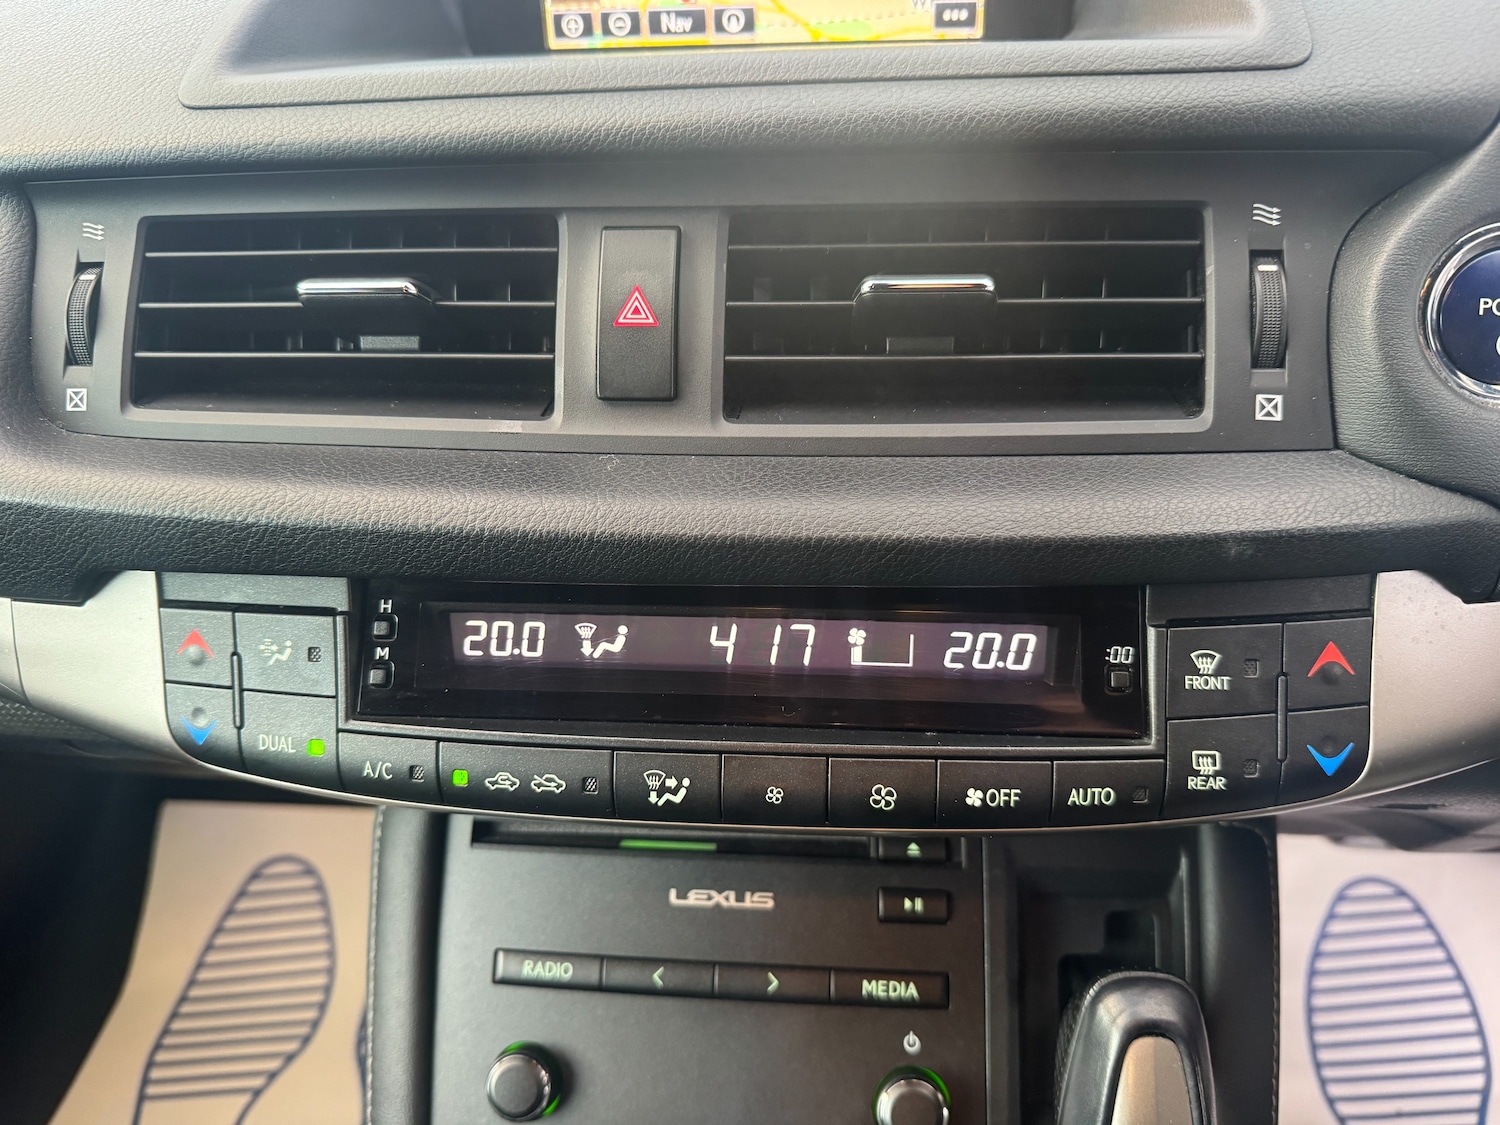 Nav
H
M
20.0
4 17
20.0
:00
FRONT
DUAL
A/C
OFF
AUTO
REAR
LEXUS
RADIO
MEDIA